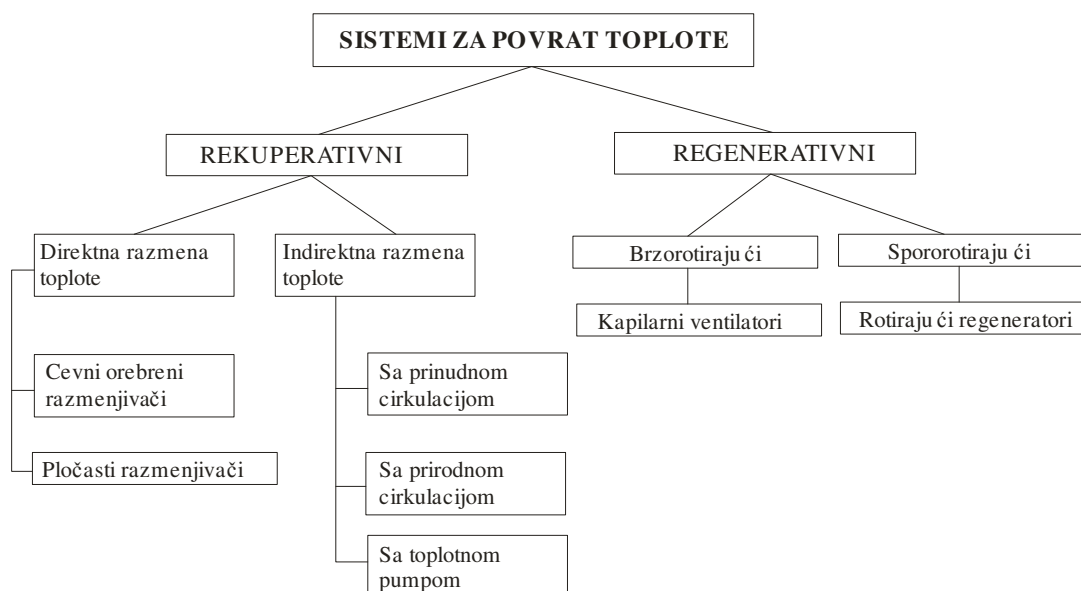 SISTEMI ZA POVRAT TOPLOTE
REKUPERATIVNI
REGENERATIVNI
Direktna razmena
toplote
Indirektna razmena
toplote
Brzorotirajući
Spororotirajući
Kapilarni ventilatori
Rotirajući regeneratori
Cevni orebreni
razmenjivači
Sa prinudnom
cirkulacijom
Pločasti razmenjivači
Sa prirodnom
cirkulacijom
Sa toplotnom
pumpom